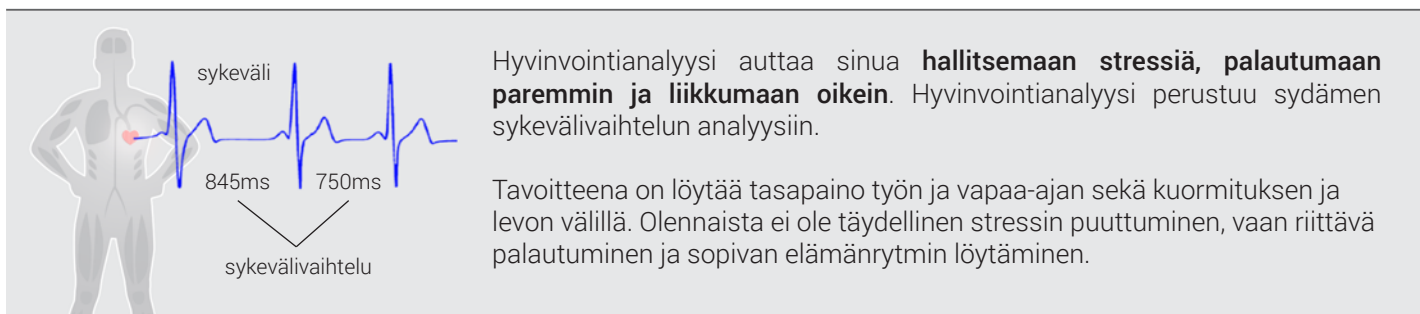 sykeväli
845ms 750ms
sykevälivaihtelu
Hyvinvointianalyysi auttaa sinua hallitsemaan stressiä, palautumaan
paremmin ja liikkumaan oikein. Hyvinvointianalyysi perustuu sydämen
sykevälivaihtelun analyysiin.
Tavoitteena on löytää tasapaino työn ja vapaa-ajan sekä kuormituksen ja
levon välillä. Olennaista ei ole täydellinen stressin puuttuminen, vaan riittävä
palautuminen ja sopivan elämänrytmin löytäminen.